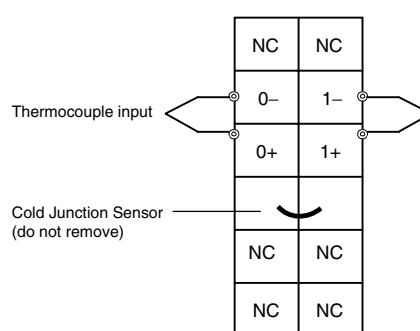 NC NC
0– 1–
Thermocouple input
0+ 1+
Cold Junction Sensor
(do not remove)
NC NC
NC NC